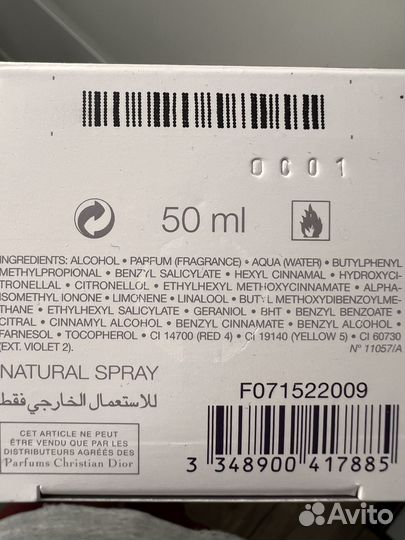 0001
50 ml
INGREDIENTS: ALCOHOL • PARFUM (FRAGRANCE) • AQUA (WATER) • BUTYLPHENYL
METHYLPROPIONAL • BENZYL SALICYLATE • HEXYL CINNAMAL • HYDROXYCI-
TRONELLAL • CITRONELLOL • ETHYLHEXYL METHOXYCINNAMATE • ALPHA-
ISOMETHYL IONONE • LIMONENE • LINALOOL • BUTYL METHOXYDIBENZOYLME-
THANE • ETHYLHEXYL SALICYLATE • GERANIOL • BHT • BENZYL BENZOATE •
CITRAL • CINNAMYL ALCOHOL • BENZYL CINNAMATE • BENZYL ALCOHOL •
FARNESOL • TOCOPHEROL • CI 14700 (RED 4) • CI 19140 (YELLOW 5) • CI 60730
(EXT. VIOLET 2).
N° 11057/A
NATURAL SPRAY
للاستعمال الخارجي فقط
F071522009
CET ARTICLE NE PEUT
ÊTRE VENDU QUE PAR LES
DISTRIBUTEURS AGRÉÉS DES
Parfums Christian Dior
3 348900 417885
Avito